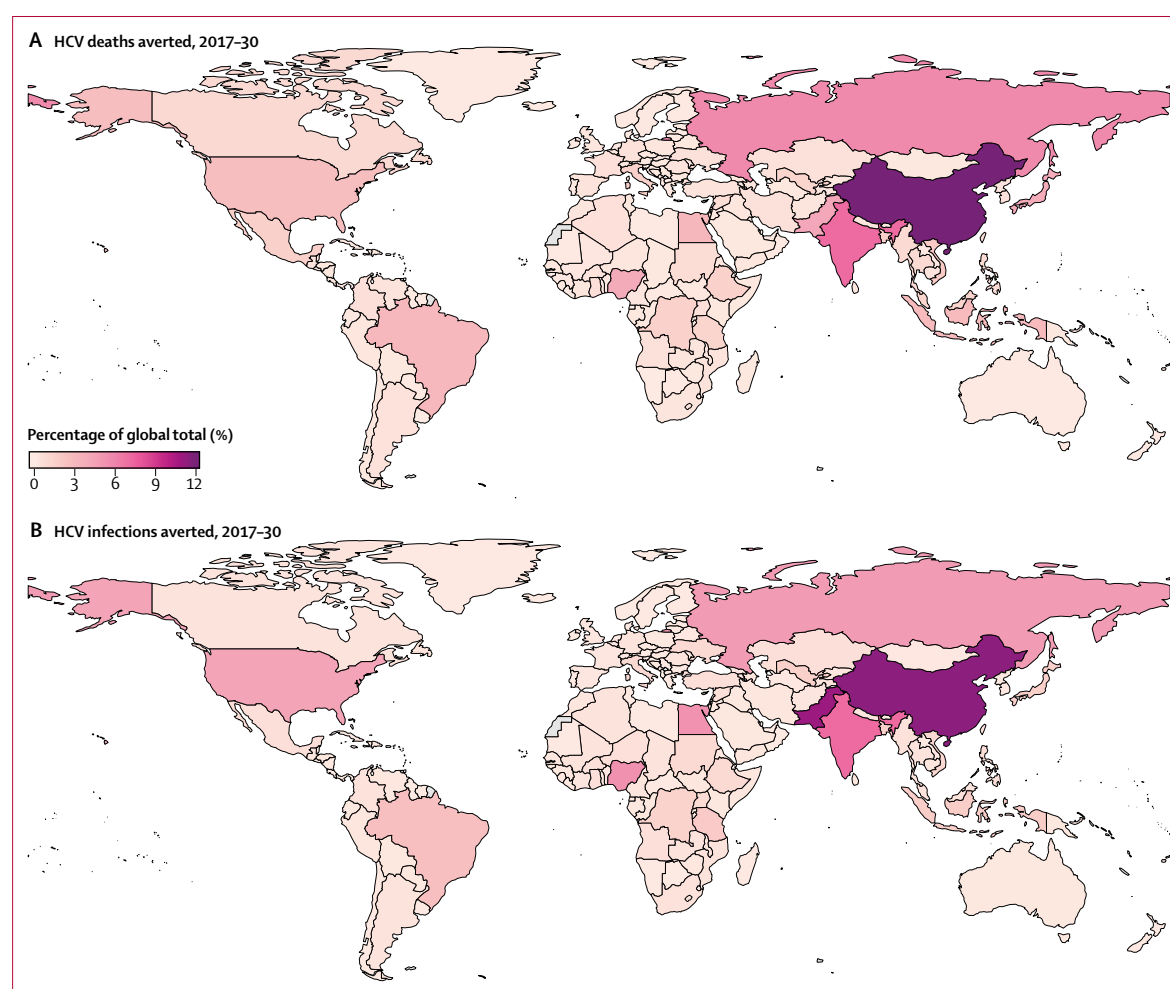 A HCV deaths averted, 2017–30
Percentage of global total (%)
0 3 6 9 12
B HCV infections averted, 2017–30